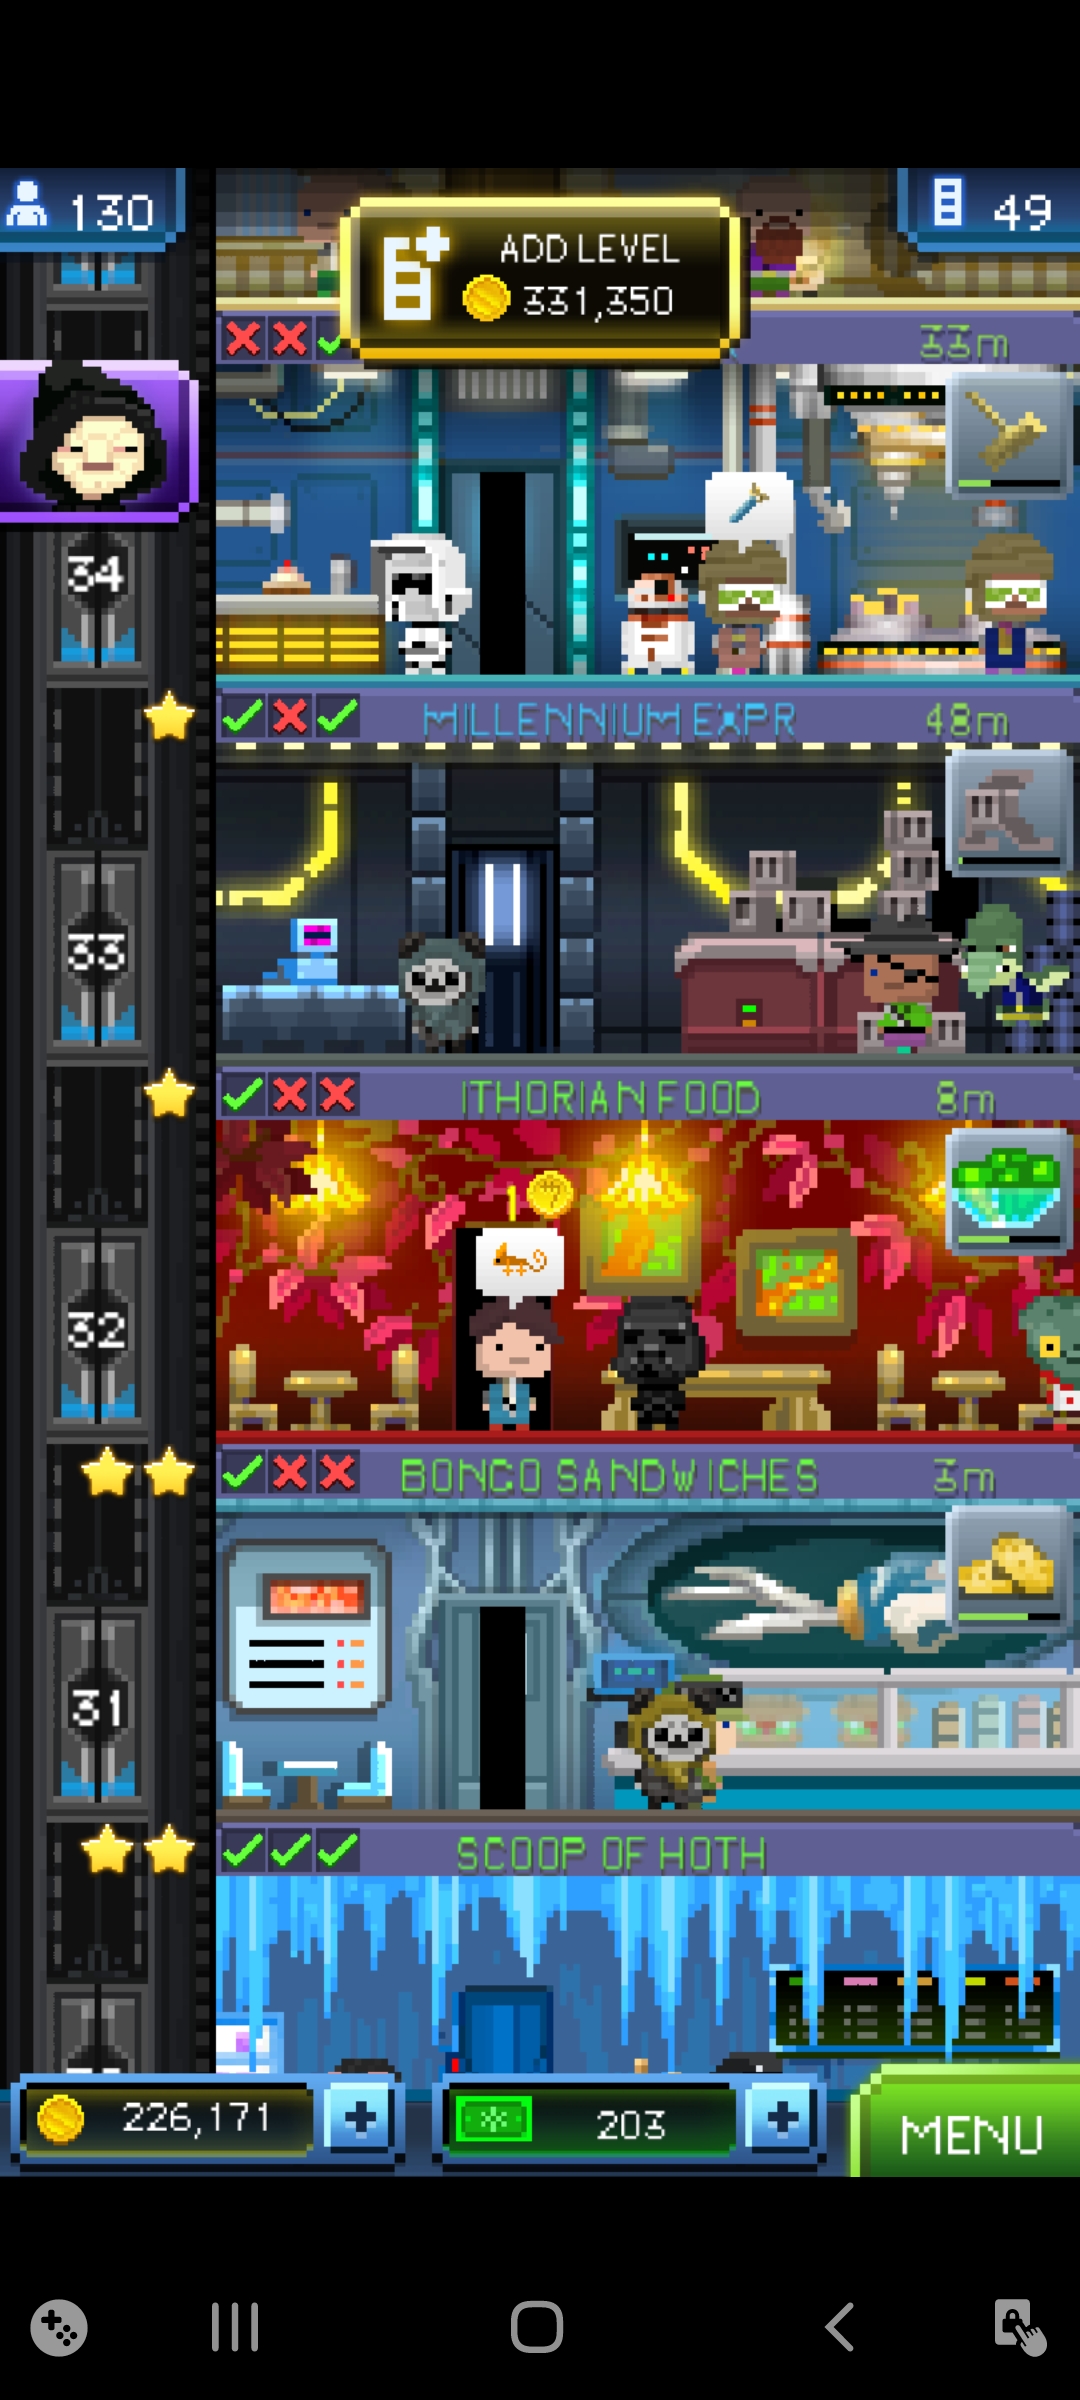 130
ADD LEVEL
331,350
49
33m
34
MILLENNIUM EXPR
48m
33
ITHORIAN FOOD
8m
1
32
BONGO SANDWICHES
3m
31
SCOOP OF HOTH
226,171
203
MENU